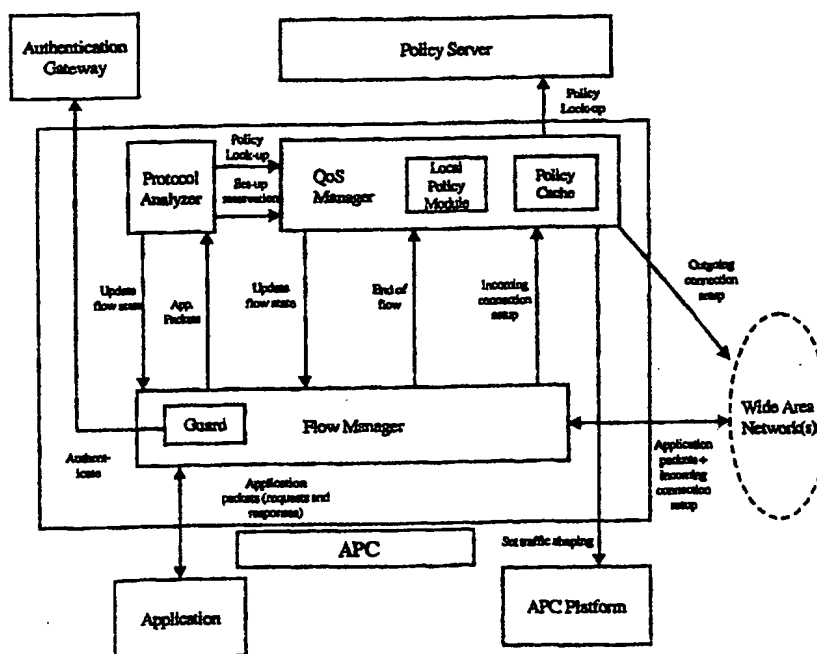 Authentication
Gateway
Policy Server
Policy
Look-up
Protocol
Analyzer
Policy
Look-up
Set-up
reservation
QoS
Manager
Local
Policy
Module
Policy
Cache
Update
flow state
App.
Packets
Update
flow state
End of
flow
Incoming
connection
setup
Outgoing
connection
setup
Guard
Flow Manager
Wide Area
Network(s)
Authent-
icate
Application
packets (requests and
responses)
Application
packets +
incoming
connection
setup
APC
Set traffic shaping
Application
APC Platform